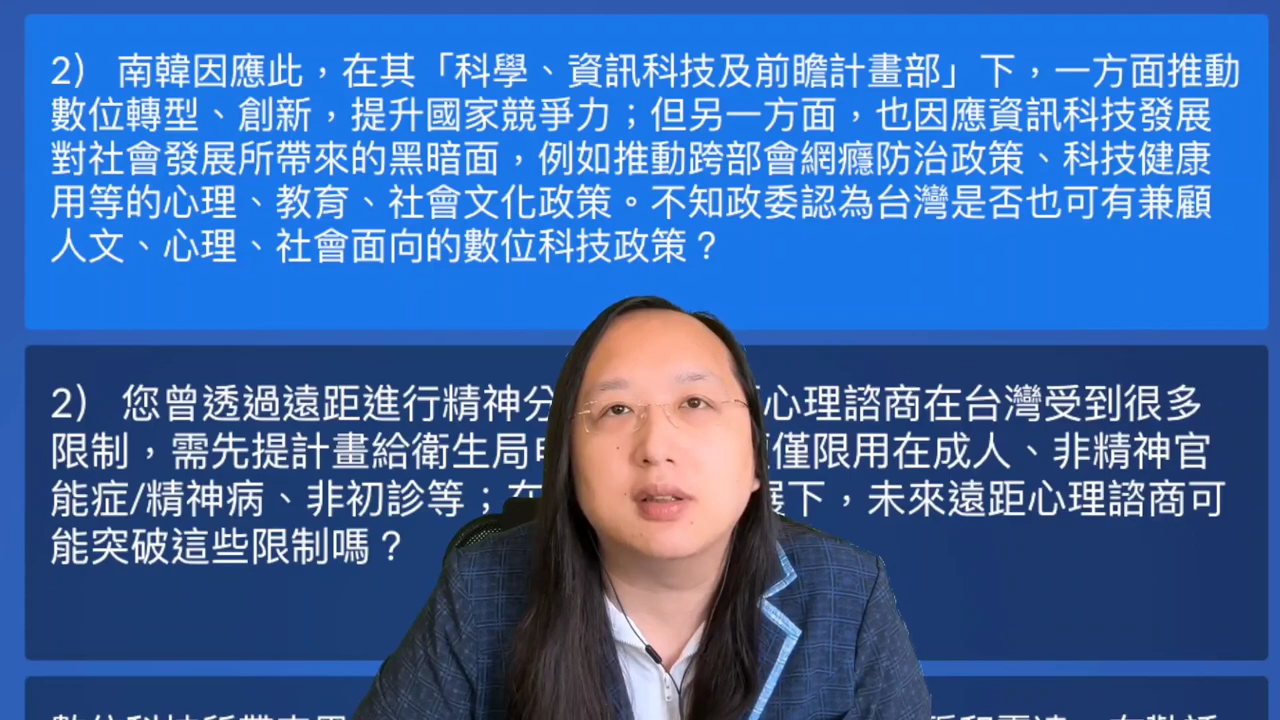 2） 南韓因應此，在其「科學、資訊科技及前瞻計畫部」下，一方面推動
數位轉型、創新，提升國家競爭力；但另一方面，也因應資訊科技發展
對社會發展所帶來的黑暗面，例如推動跨部會網癮防治政策、科技健康
用等的心理、教育、社會文化政策。不知政委認為台灣是否也可有兼顧
人文、心理、社會面向的數位科技政策？
2） 您曾透過遠距進行精神分 心理諮商在台灣受到很多
限制，需先提計畫給衛生局 僅限用在成人、非精神官
能症/精神病、非初診等； 下，未來遠距心理諮商可
能突破這些限制嗎？